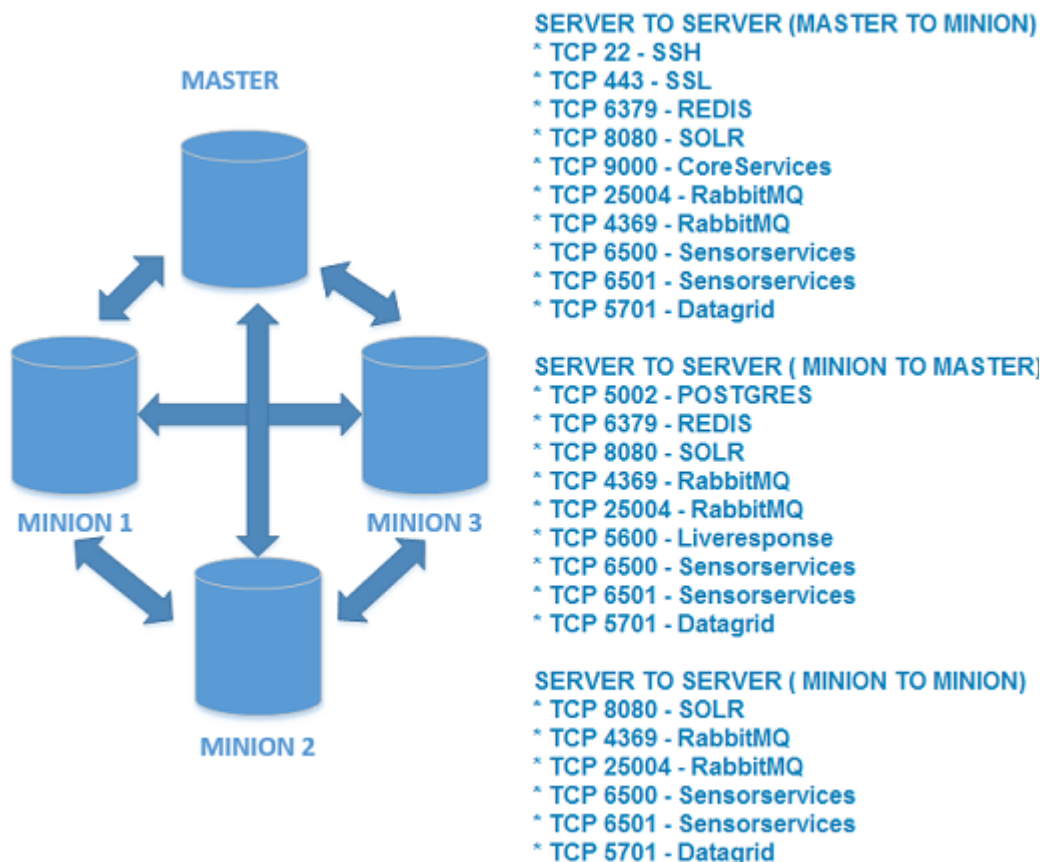 MASTER
MINION 1
MINION 3
MINION 2
SERVER TO SERVER (MASTER TO MINION)
* TCP 22 - SSH
* TCP 443 - SSL
* TCP 6379 - REDIS
* TCP 8080 - SOLR
* TCP 9000 - CoreServices
* TCP 25004 - RabbitMQ
* TCP 4369 - RabbitMQ
* TCP 6500 - Sensorservices
* TCP 6501 - Sensorservices
* TCP 5701 - Datagrid
SERVER TO SERVER ( MINION TO MASTER)
* TCP 5002 - POSTGRES
* TCP 6379 - REDIS
* TCP 8080 - SOLR
* TCP 4369 - RabbitMQ
* TCP 25004 - RabbitMQ
* TCP 5600 - Liveresponse
* TCP 6500 - Sensorservices
* TCP 6501 - Sensorservices
* TCP 5701 - Datagrid
SERVER TO SERVER ( MINION TO MINION)
* TCP 8080 - SOLR
* TCP 4369 - RabbitMQ
* TCP 25004 - RabbitMQ
* TCP 6500 - Sensorservices
* TCP 6501 - Sensorservices
* TCP 5701 - Datagrid